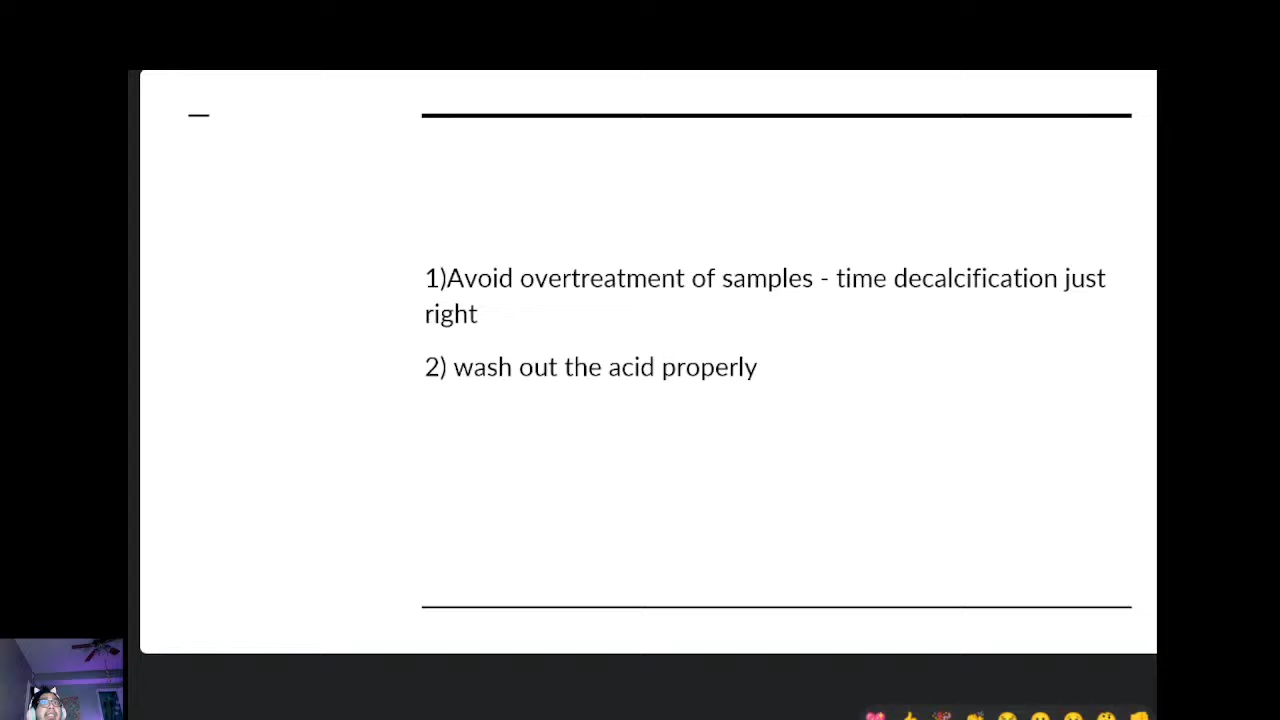 1)Avoid overtreatment of samples - time decalcification just
right
2) wash out the acid properly